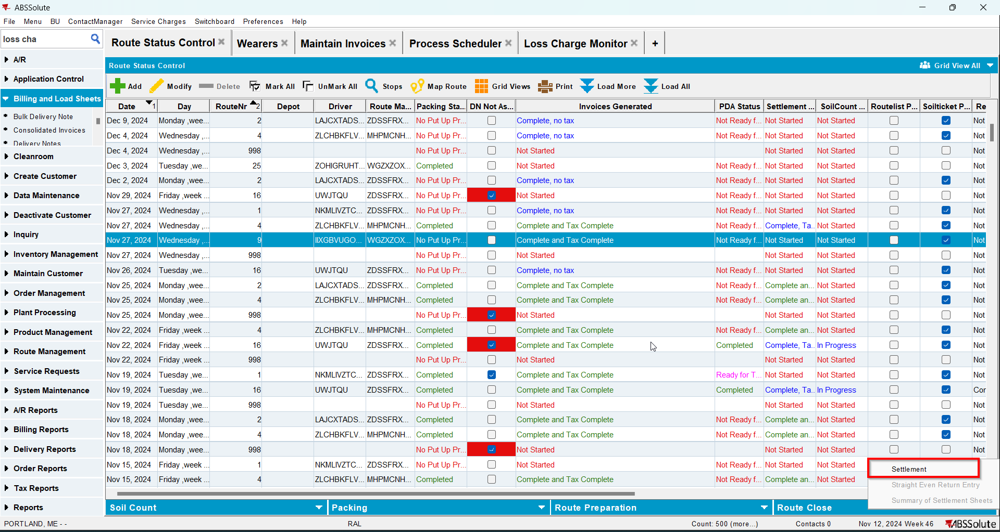 ABSSolute
File Menu BU ContactManager Service Charges Switchboard Preferences Help
loss cha
Route Status Control Wearers Maintain Invoices Process Scheduler Loss Charge Monitor +
Route Status Control Grid View All
Add Modify Delete Mark All UnMark All Stops Map Route Grid Views Print Load More Load All
A/R
Application Control
Billing and Load Sheets
Bulk Delivery Note
Consolidated Invoices
Delivery Notes
Cleanroom
Create Customer
Data Maintenance
Deactivate Customer
Inquiry
Inventory Management
Maintain Customer
Order Management
Plant Processing
Product Management
Route Management
Service Requests
System Maintenance
A/R Reports
Billing Reports
Delivery Reports
Order Reports
Tax Reports
Reports
Date 1 Day RouteNr 2 Depot Driver Route Ma... Packing Sta... DN Not As... Invoices Generated PDA Status Settlement ... SoilCount ... Routelist P... Soilticket P... Re
Dec 9, 2024 Monday ,wee... 2 LAJCXTADS... ZDSSFRX... No Put Up Pr... Complete, no tax Not Ready f... Not Started Not Started Not
Dec 4, 2024 Wednesday ,... 4 ZLCHBKFLV... MHPMCNH... No Put Up Pr... Complete, no tax Not Ready f... Not Started Not Started Not
Dec 4, 2024 Wednesday ,... 998 No Put Up Pr... Not Started Not Started Not Started Not
Dec 3, 2024 Tuesday ,we... 25 ZOHIGRUHT... WGZXZOX... Completed Not Started Not Ready f... Not Started Not Started Not
Dec 2, 2024 Monday ,wee... 2 LAJCXTADS... ZDSSFRX... No Put Up Pr... Complete, no tax Not Ready f... Not Started Not Started Not
Nov 29, 2024 Friday ,week ... 16 UWJTQU ZDSSFRX... No Put Up Pr... Not Started Not Ready f... Not Started Not Started Not
Nov 27, 2024 Wednesday ,... 1 NKMLIVZTC... ZDSSFRX... No Put Up Pr... Complete, no tax Not Ready f... Not Started Not Started Not
Nov 27, 2024 Wednesday ,... 4 ZLCHBKFLV... MHPMCNH... Completed Complete and Tax Complete Not Ready f... Complete, Ta... Not Started Not
Nov 27, 2024 Wednesday ,... 9 IIXGBVUGO... WGZXZOX... No Put Up Pr... Complete and Tax Complete Not Ready f... Not Started Not Started Not
Nov 27, 2024 Wednesday ,... 998 No Put Up Pr... Not Started Not Started Not Started Not
Nov 26, 2024 Tuesday ,we... 16 UWJTQU ZDSSFRX... No Put Up Pr... Complete, no tax Not Ready f... Not Started Not Started Not
Nov 25, 2024 Monday ,wee... 2 LAJCXTADS... ZDSSFRX... Completed Complete and Tax Complete Not Ready f... Complete an... Not Started Not
Nov 25, 2024 Monday ,wee... 4 ZLCHBKFLV... MHPMCNH... Completed Complete and Tax Complete Not Ready f... Complete an... Not Started Not
Nov 25, 2024 Monday ,wee... 998 No Put Up Pr... Not Started Not Started Not Started Not
Nov 22, 2024 Friday ,week ... 4 ZLCHBKFLV... MHPMCNH... Completed Complete and Tax Complete Not Ready f... Complete an... Not Started Not
Nov 22, 2024 Friday ,week ... 16 UWJTQU ZDSSFRX... Completed Complete and Tax Complete Completed Complete, Ta... In Progress Not
Nov 22, 2024 Friday ,week ... 998 No Put Up Pr... Not Started Not Started Not Started Not
Nov 19, 2024 Tuesday ,we... 1 NKMLIVZTC... ZDSSFRX... Completed Complete and Tax Complete Ready for T... Not Started Not Started Not
Nov 19, 2024 Tuesday ,we... 16 UWJTQU ZDSSFRX... Completed Complete and Tax Complete Completed Complete, Ta... In Progress Cor
Nov 19, 2024 Tuesday ,we... 998 No Put Up Pr... Not Started Not Started Not Started Not
Nov 18, 2024 Monday ,wee... 2 LAJCXTADS... ZDSSFRX... Completed Complete and Tax Complete Not Ready f... Complete an... Not Started Not
Nov 18, 2024 Monday ,wee... 4 ZLCHBKFLV... MHPMCNH... Completed Complete and Tax Complete Not Ready f... Complete an... Not Started Not
Nov 18, 2024 Monday ,wee... 998 No Put Up Pr... Not Started Not Started Not Started Not
Nov 15, 2024 Friday ,week ... 1 NKMLIVZTC... ZDSSFRX... No Put Up Pr... Not Started Not Ready f... Not Started Not Started
Nov 15, 2024 Friday ,week ... 4 ZLCHBKFLV... MHPMCNH... Completed Complete and Tax Complete Not Ready f... Complete an... Not Started
Settlement
Straight Even Return Entry
Summary of Settlement Sheets
Soil Count Packing Route Preparation Route Close
PORTLAND, ME - - RAL Count: 500 (more...) Contacts 0 Nov 12, 2024 Week 46 ABSSolute